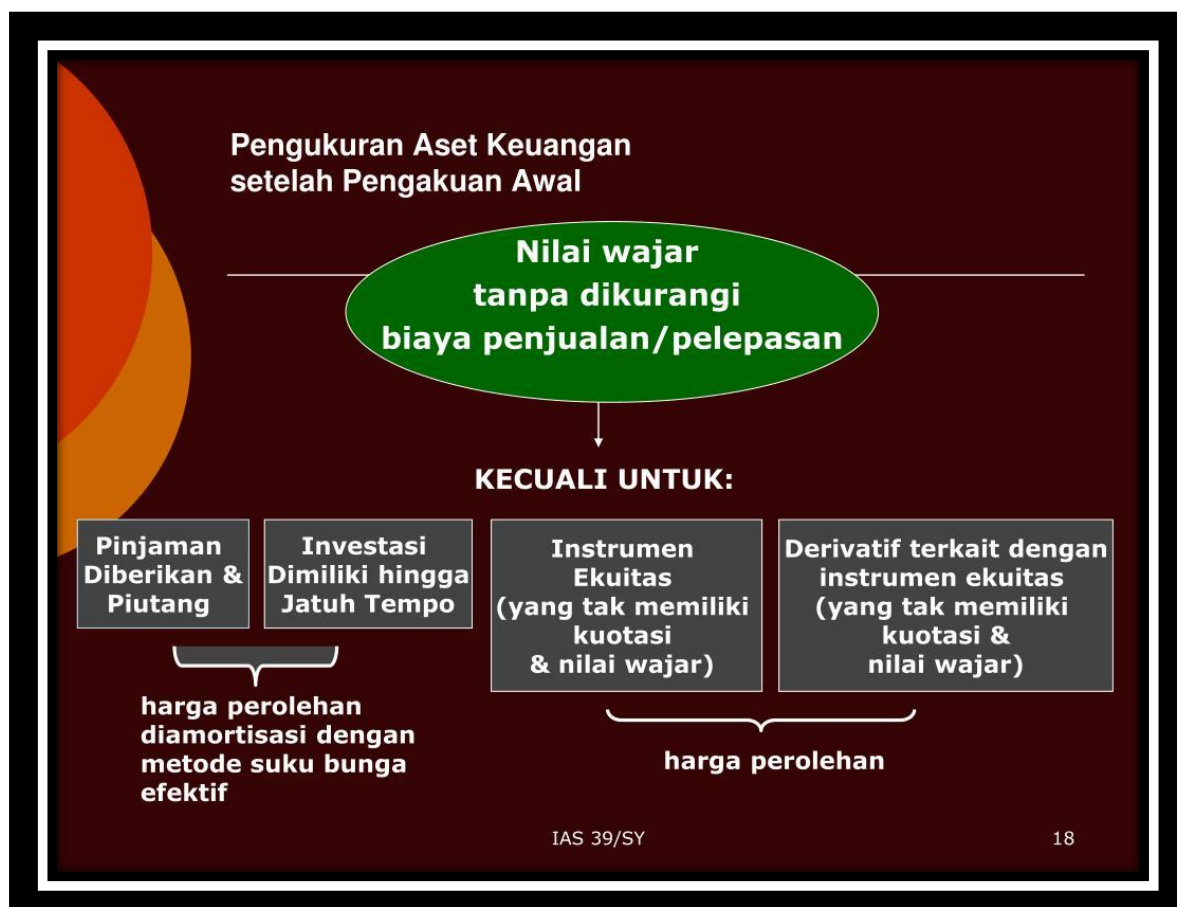 Pengukuran Aset Keuangan
setelah Pengakuan Awal
Nilai wajar
tanpa dikurangi
biaya penjualan/pelepasan
KECUALI UNTUK:
Pinjaman
Diberikan &
Piutang
Investasi
Dimiliki hingga
Jatuh Tempo
Instrumen
Ekuitas
(yang tak memiliki
kuotasi
& nilai wajar)
Derivatif terkait dengan
instrumen ekuitas
(yang tak memiliki
kuotasi &
nilai wajar)
harga perolehan
diamortisasi dengan
metode suku bunga
efektif
harga perolehan
IAS 39/SY
18